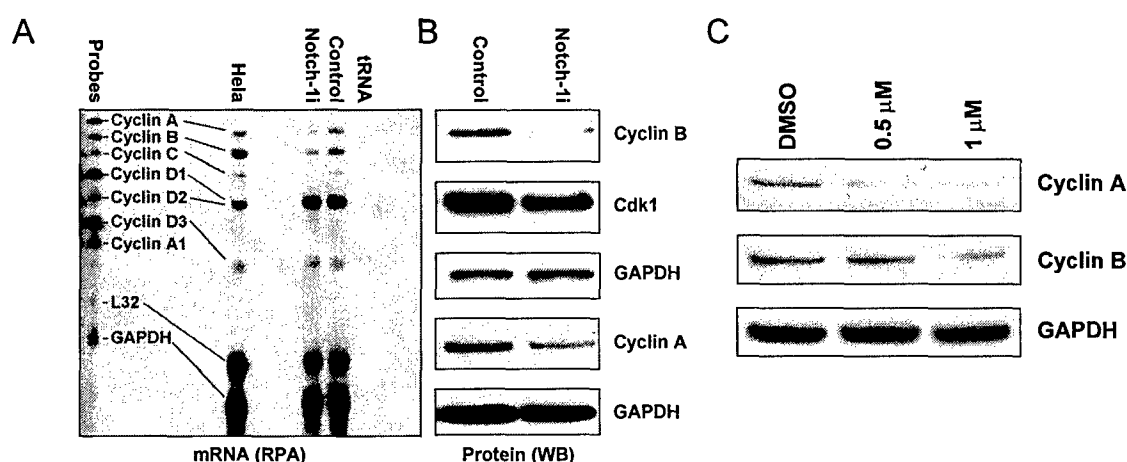 A
Probes
Hela
Notch-1i
Control
tRNA
Cyclin A
Cyclin B
Cyclin C
Cyclin D1
Cyclin D2
Cyclin D3
Cyclin A1
L32
GAPDH
mRNA (RPA)
B
Control
Notch-1i
Cyclin B
Cdk1
GAPDH
Cyclin A
GAPDH
Protein (WB)
C
DMSO
0.5 µM
1 µM
Cyclin A
Cyclin B
GAPDH